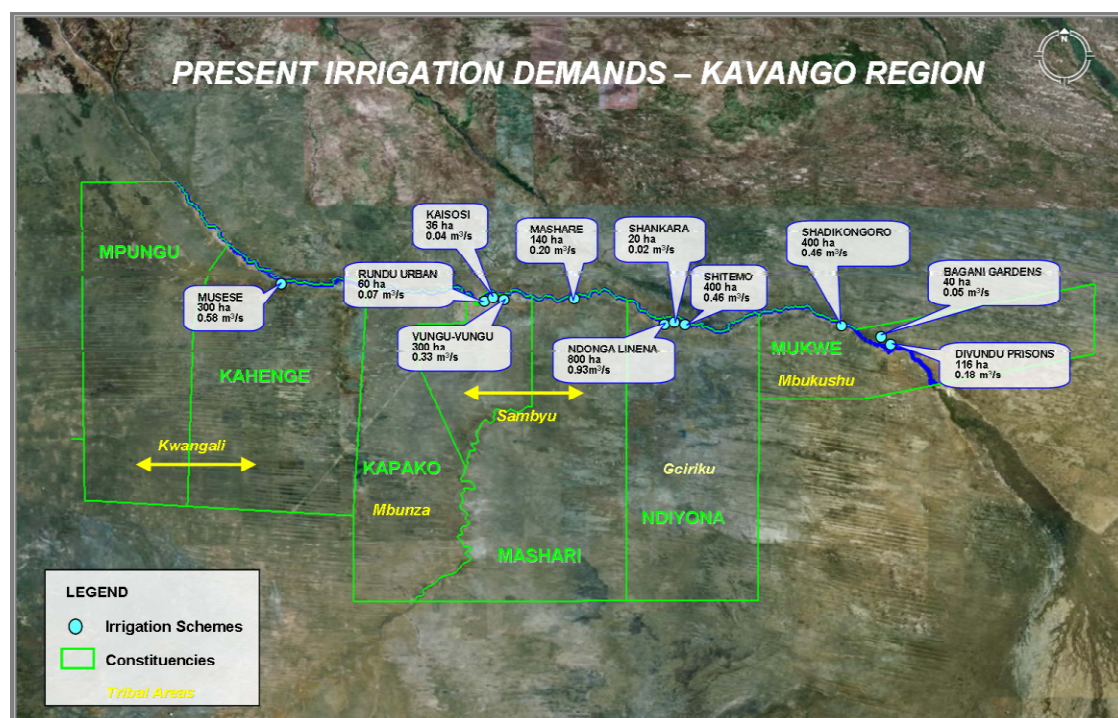 PRESENT IRRIGATION DEMANDS – KAVANGO REGION
N
MPUNGU
MUSESE
300 ha
0.58 m³/s
KAHENGE
Kwangali
KAISOSI
36 ha
0.04 m³/s
RUNDU URBAN
60 ha
0.07 m³/s
VUNGU-VUNGU
300 ha
0.33 m³/s
MASHARE
140 ha
0.20 m³/s
SHANKARA
20 ha
0.02 m³/s
SHITEMO
400 ha
0.46 m³/s
NDONGA LINENA
800 ha
0.93m³/s
SHADIKONGORO
400 ha
0.46 m³/s
BAGANI GARDENS
40 ha
0.05 m³/s
DIVUNDU PRISONS
116 ha
0.18 m³/s
MUKWE
Mbukushu
Sambyu
KAPAKO
Mbunza
Gciriku
NDIYONA
MASHARI
LEGEND
Irrigation Schemes
Constituencies
Tribal Areas